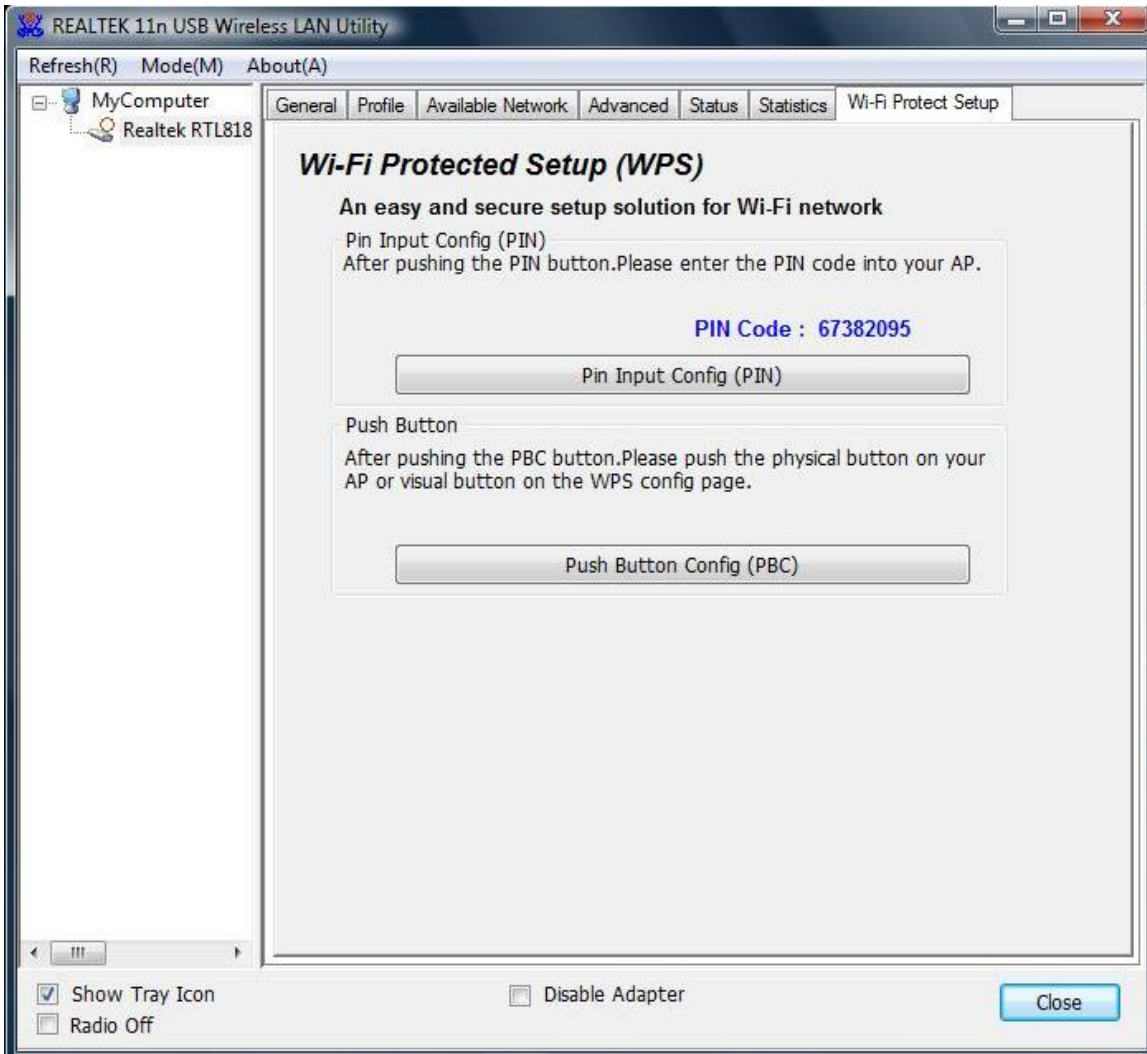 REALTEK 11n USB Wireless LAN Utility
Refresh(R) Mode(M) About(A)
MyComputer
Realtek RTL818
General Profile Available Network Advanced Status Statistics Wi-Fi Protect Setup
Wi-Fi Protected Setup (WPS)
An easy and secure setup solution for Wi-Fi network
Pin Input Config (PIN)
After pushing the PIN button.Please enter the PIN code into your AP.
PIN Code : 67382095
Pin Input Config (PIN)
Push Button
After pushing the PBC button.Please push the physical button on your
AP or visual button on the WPS config page.
Push Button Config (PBC)
Show Tray Icon
Radio Off
Disable Adapter
Close